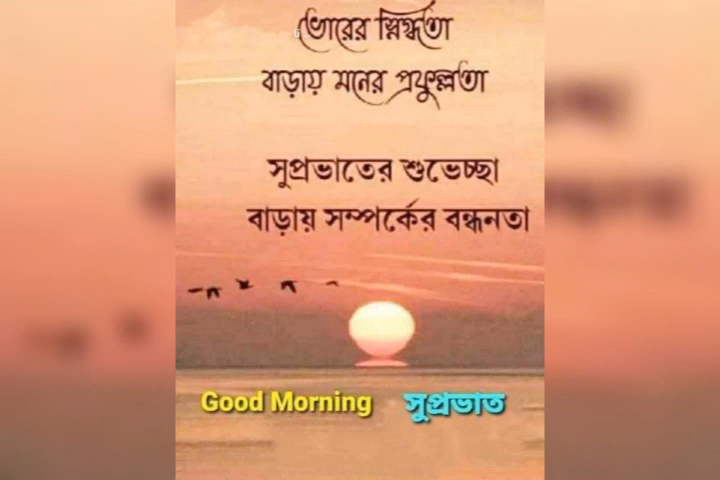 ভোরের স্নিগ্ধতা
বাড়ায় মনের প্রফুল্লতা
সুপ্রভাতের শুভেচ্ছা
বাড়ায় সম্পর্কের বন্ধনতা
Good Morning সুপ্রভাত